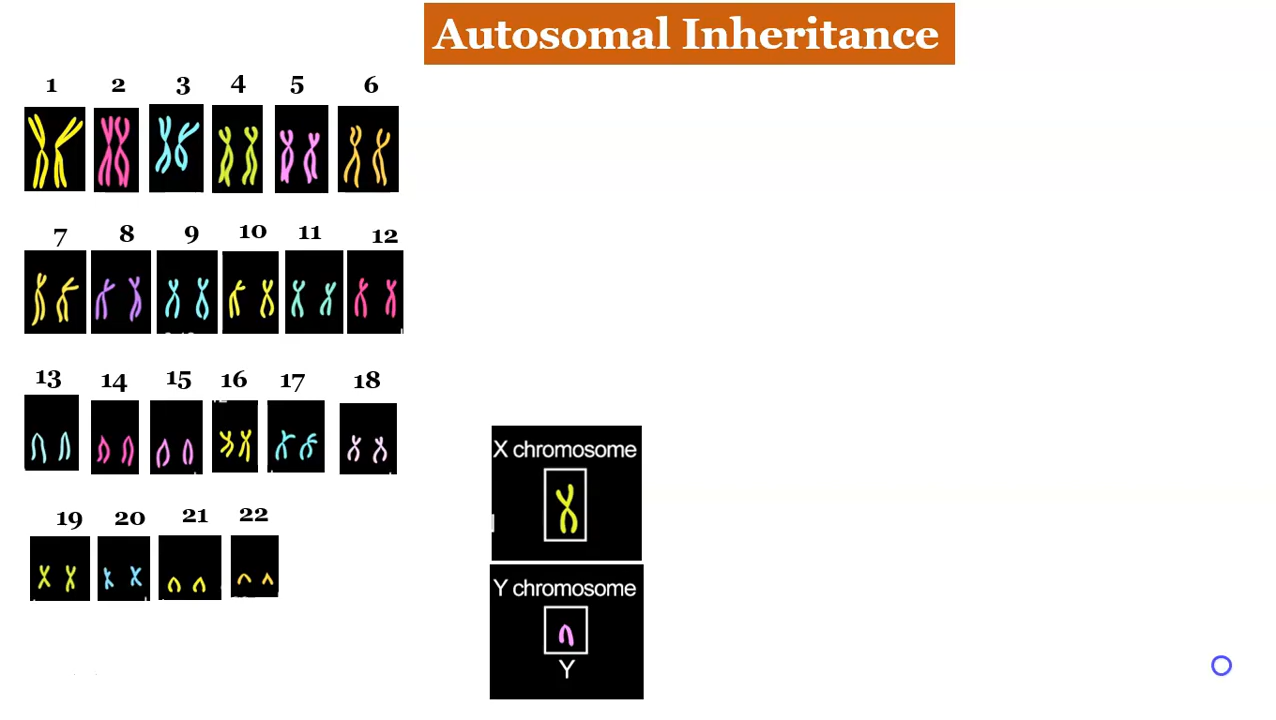 Autosomal Inheritance
1 2 3 4 5 6
7 8 9 10 11 12
13 14 15 16 17 18
19 20 21 22
X chromosome
Y chromosome
Y